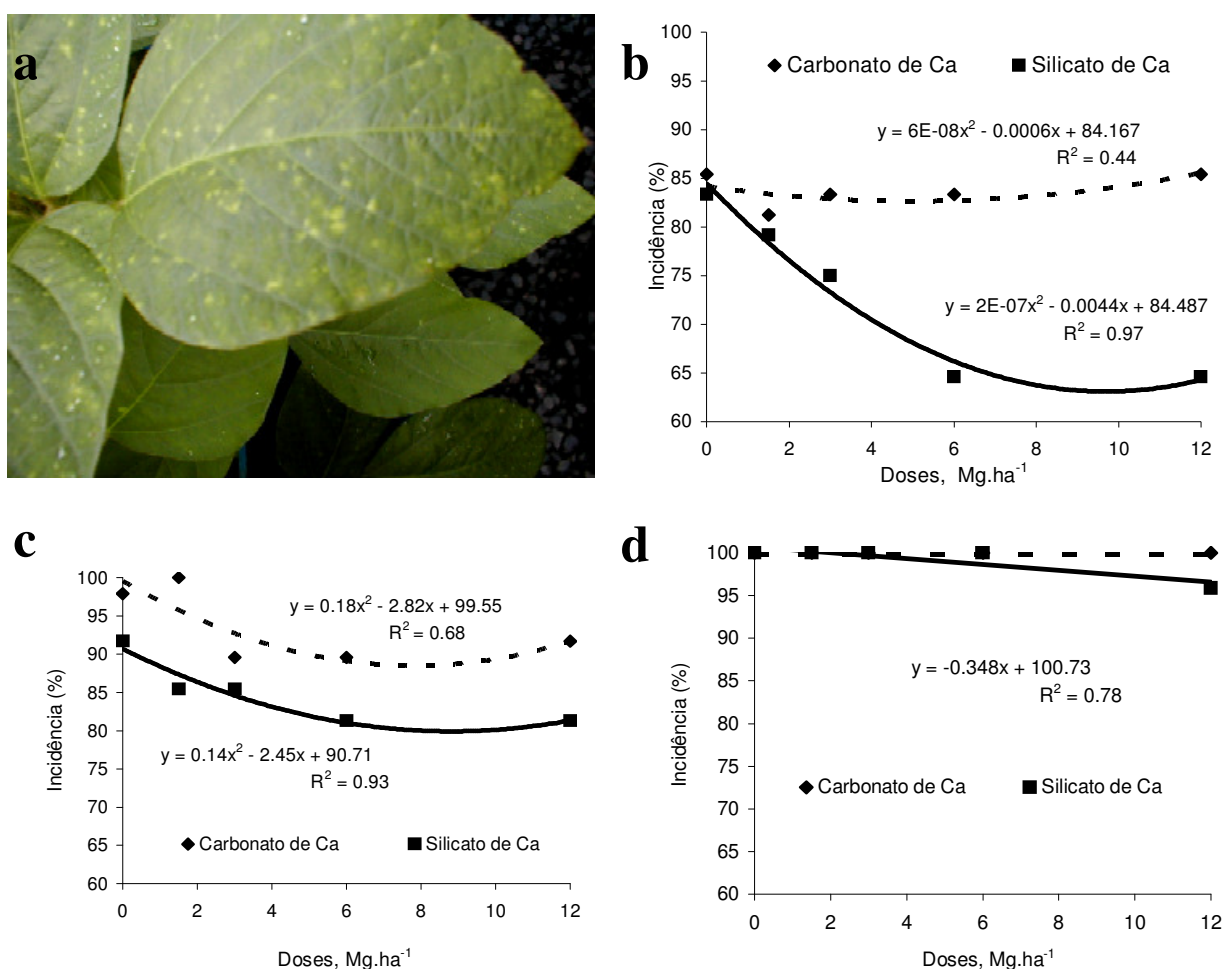 a
b
◆ Carbonato de Ca ■ Silicato de Ca
y = 6E-08x² - 0.0006x + 84.167
R² = 0.44
y = 2E-07x² - 0.0044x + 84.487
R² = 0.97
Incidência (%)
100
95
90
85
80
75
70
65
60
0 2 4 6 8 10 12
Doses, Mg.ha⁻¹
c
y = 0.18x² - 2.82x + 99.55
R² = 0.68
y = 0.14x² - 2.45x + 90.71
R² = 0.93
◆ Carbonato de Ca ■ Silicato de Ca
Incidência (%)
100
95
90
85
80
75
70
65
60
0 2 4 6 8 10 12
Doses, Mg.ha⁻¹
d
y = -0.348x + 100.73
R² = 0.78
◆ Carbonato de Ca ■ Silicato de Ca
Incidência (%)
100
95
90
85
80
75
70
65
60
0 2 4 6 8 10 12
Doses, Mg.ha⁻¹